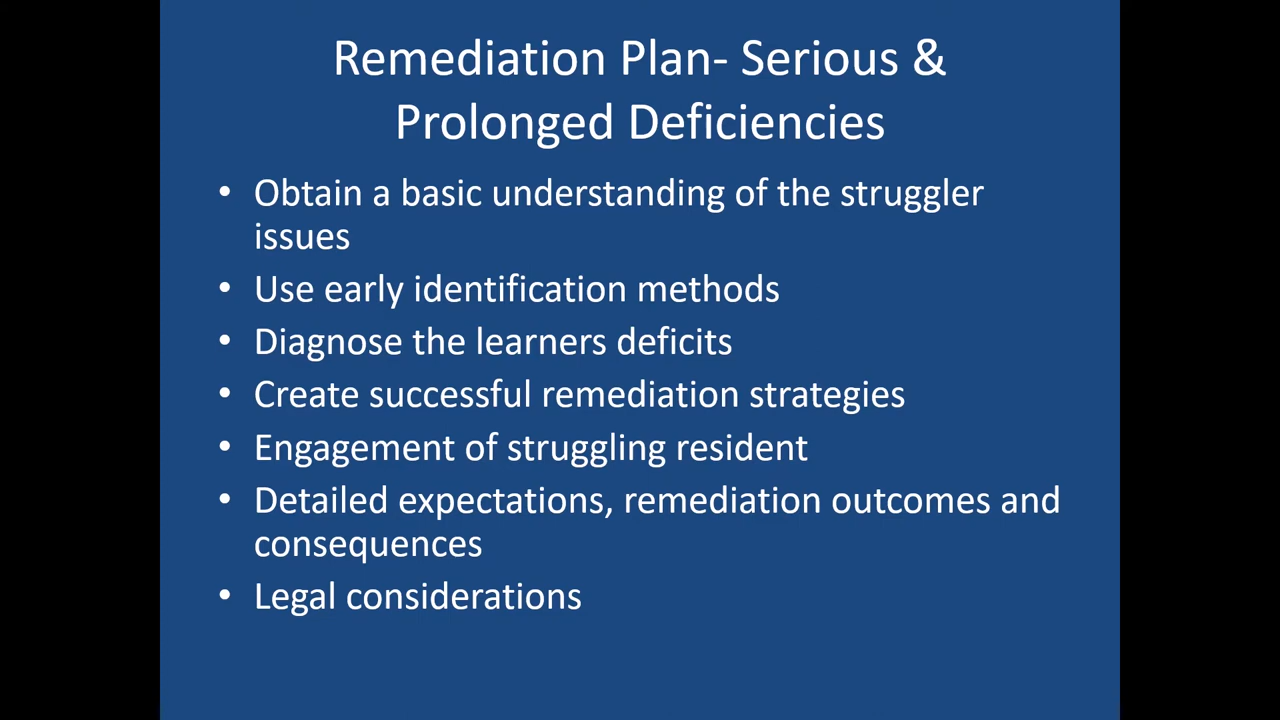 Remediation Plan- Serious &
Prolonged Deficiencies
• Obtain a basic understanding of the struggler
issues
• Use early identification methods
• Diagnose the learners deficits
• Create successful remediation strategies
• Engagement of struggling resident
• Detailed expectations, remediation outcomes and
consequences
• Legal considerations